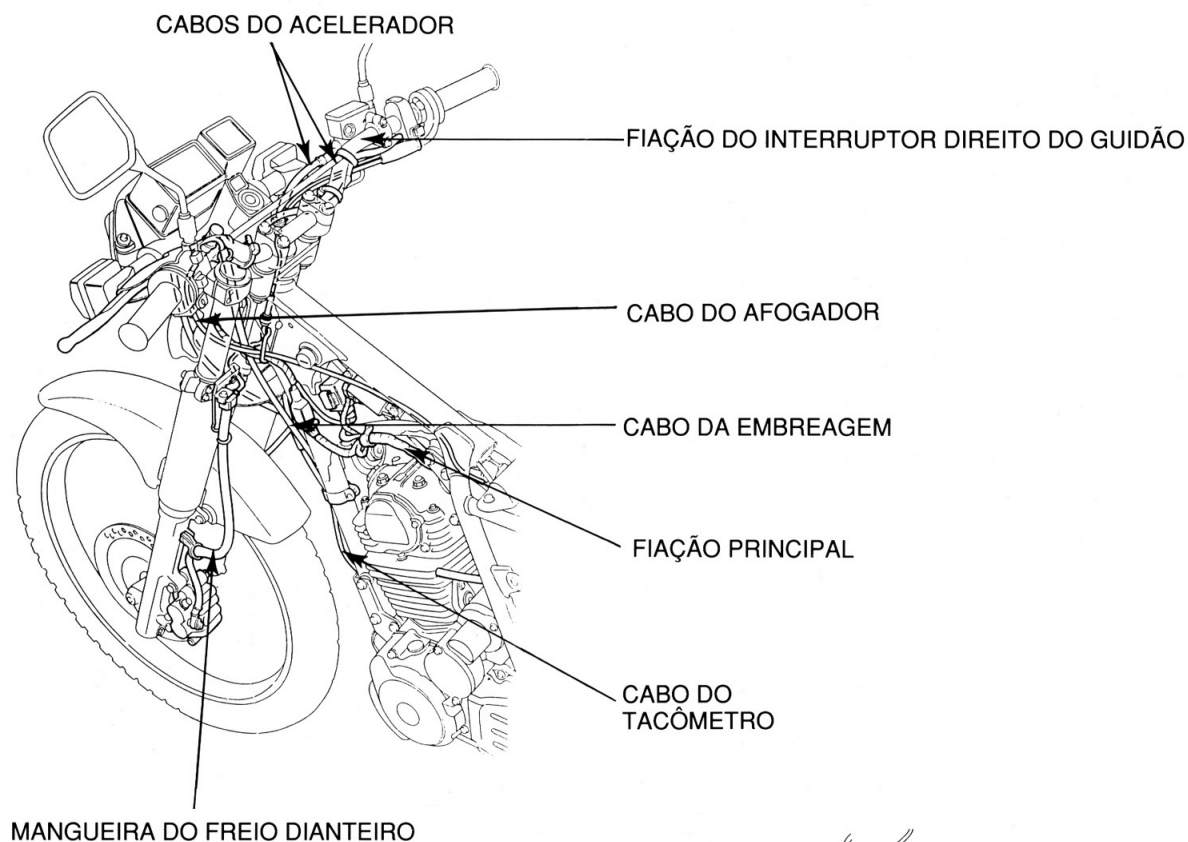 CABOS DO ACELERADOR
FIAÇÃO DO INTERRUPTOR DIREITO DO GUIDÃO
CABO DO AFOGADOR
CABO DA EMBREAGEM
FIAÇÃO PRINCIPAL
CABO DO
TACÔMETRO
MANGUEIRA DO FREIO DIANTEIRO